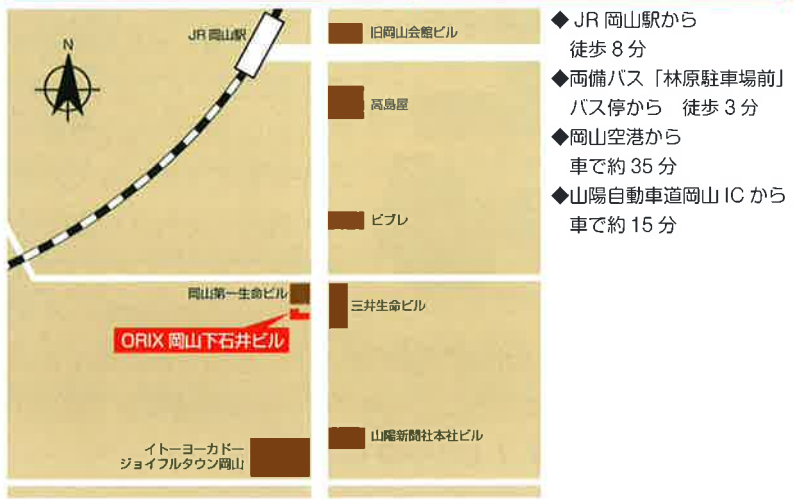 N
JR 岡山駅
旧岡山会館ビル
高島屋
ビブレ
岡山第一生命ビル
三井生命ビル
ORIX 岡山下石井ビル
山陽新聞社本社ビル
イトーヨーカドー
ジョイフルタウン岡山
◆ JR 岡山駅から
徒歩 8 分
◆両備バス「林原駐車場前」
バス停から 徒歩 3 分
◆岡山空港から
車で約 35 分
◆山陽自動車道岡山 IC から
車で約 15 分